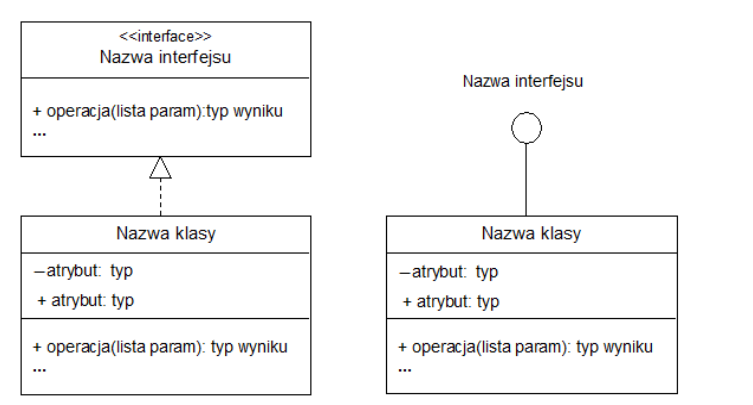 <<interface>>
Nazwa interfejsu
+ operacja(lista param):typ wyniku
...
Nazwa klasy
–atrybut: typ
+ atrybut: typ
+ operacja(lista param): typ wyniku
...
Nazwa interfejsu
Nazwa klasy
–atrybut: typ
+ atrybut: typ
+ operacja(lista param): typ wyniku
...